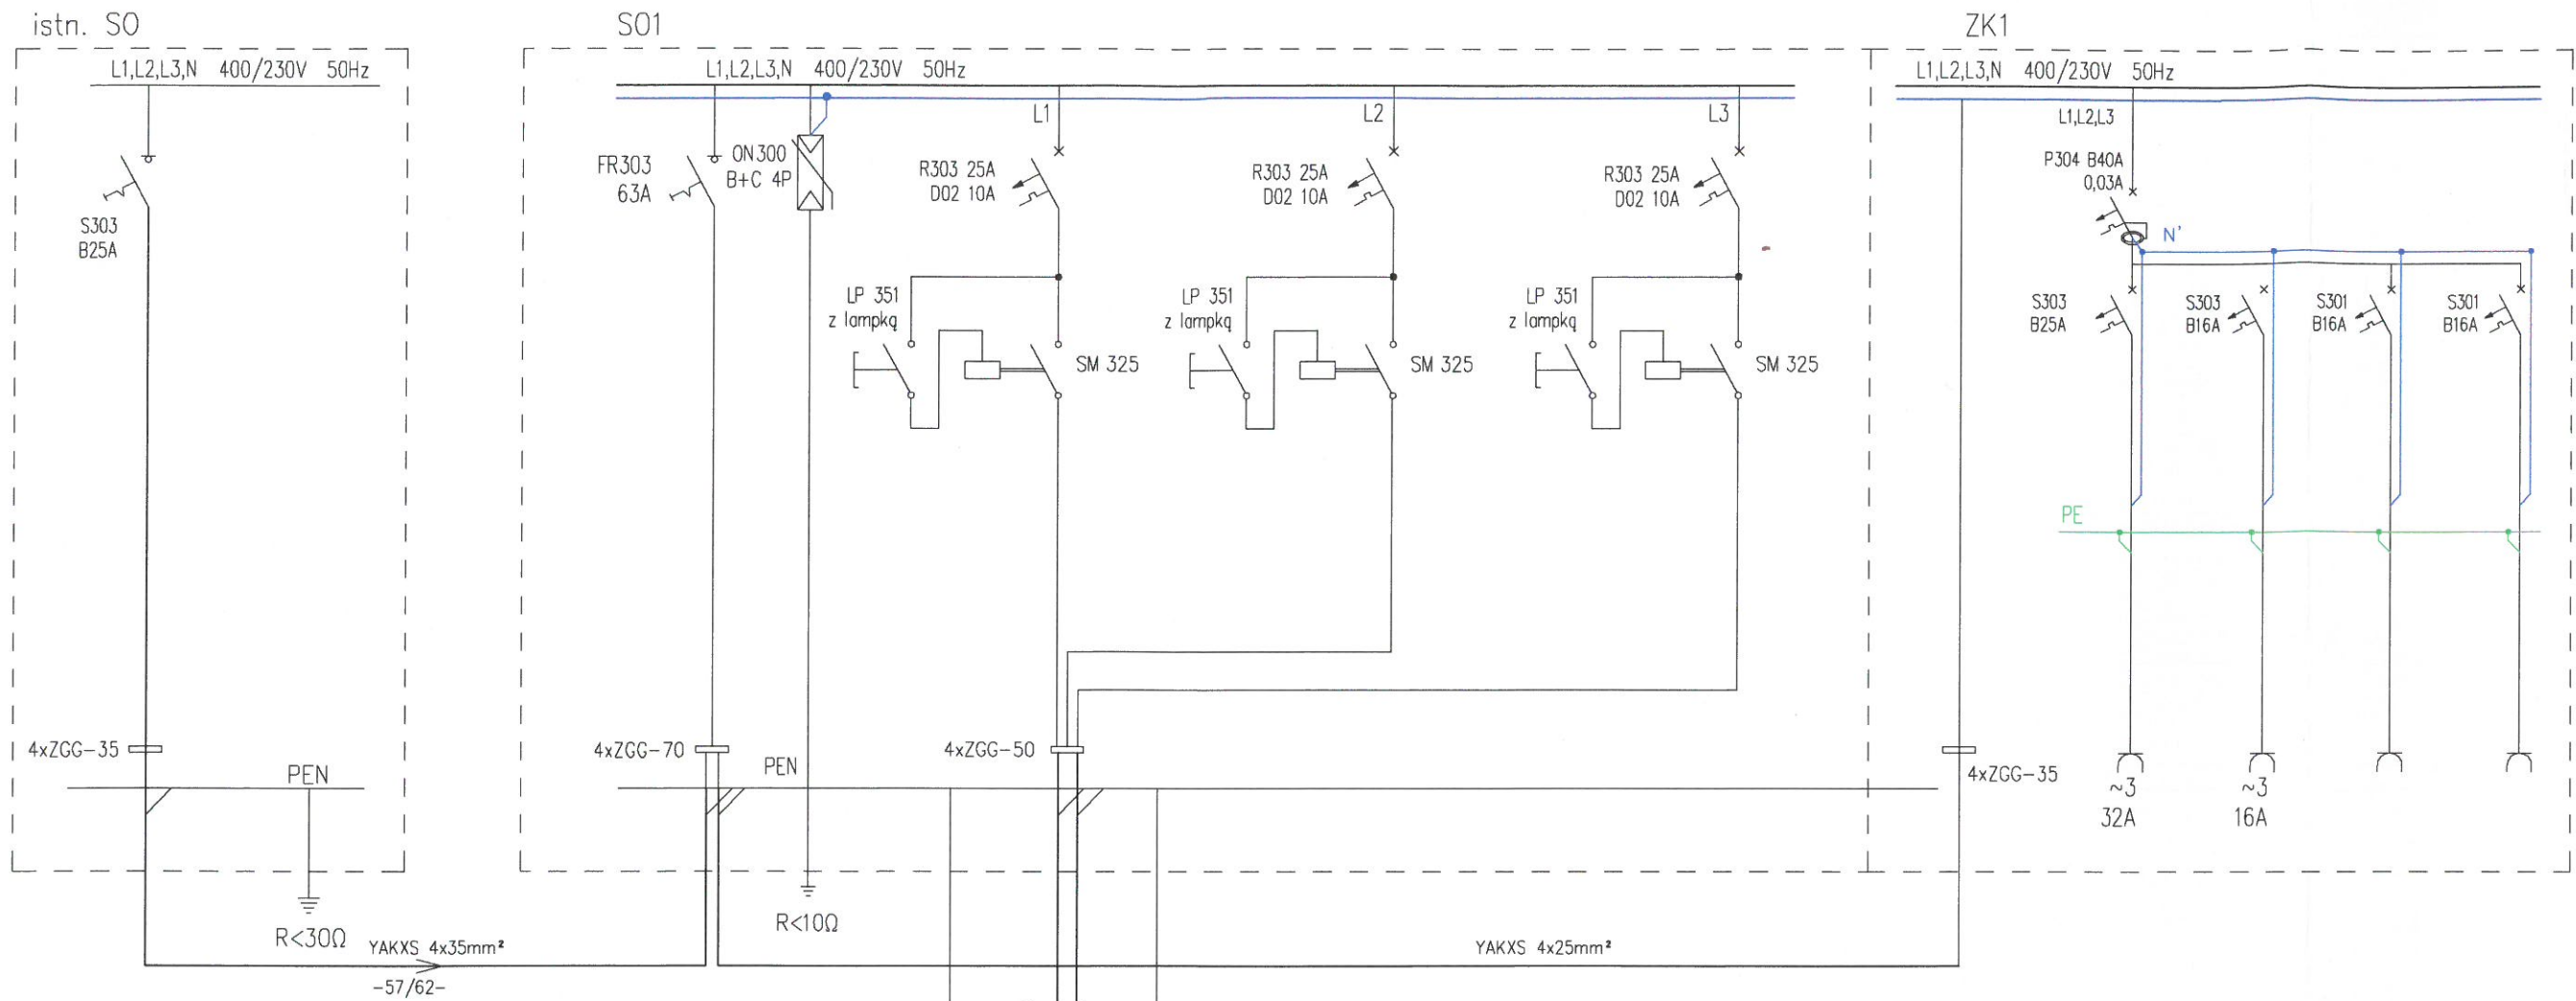 istn. SO
L1,L2,L3,N 400/230V 50Hz
S303
B25A
4xZGG-35
PEN
R<30Ω
YAKXS 4x35mm²
-57/62-
SO1
L1,L2,L3,N 400/230V 50Hz
FR303
63A
ON300
B+C 4P
L1
R303 25A
D02 10A
LP 351
z lampką
SM 325
L2
R303 25A
D02 10A
LP 351
z lampką
SM 325
L3
R303 25A
D02 10A
LP 351
z lampką
SM 325
4xZGG-70
PEN
4xZGG-50
R<10Ω
YAKXS 4x25mm²
ZK1
L1,L2,L3,N 400/230V 50Hz
L1,L2,L3
P304 B40A
0,03A
N'
S303
B25A
S303
B16A
S301
B16A
S301
B16A
PE
4xZGG-35
~3
32A
~3
16A